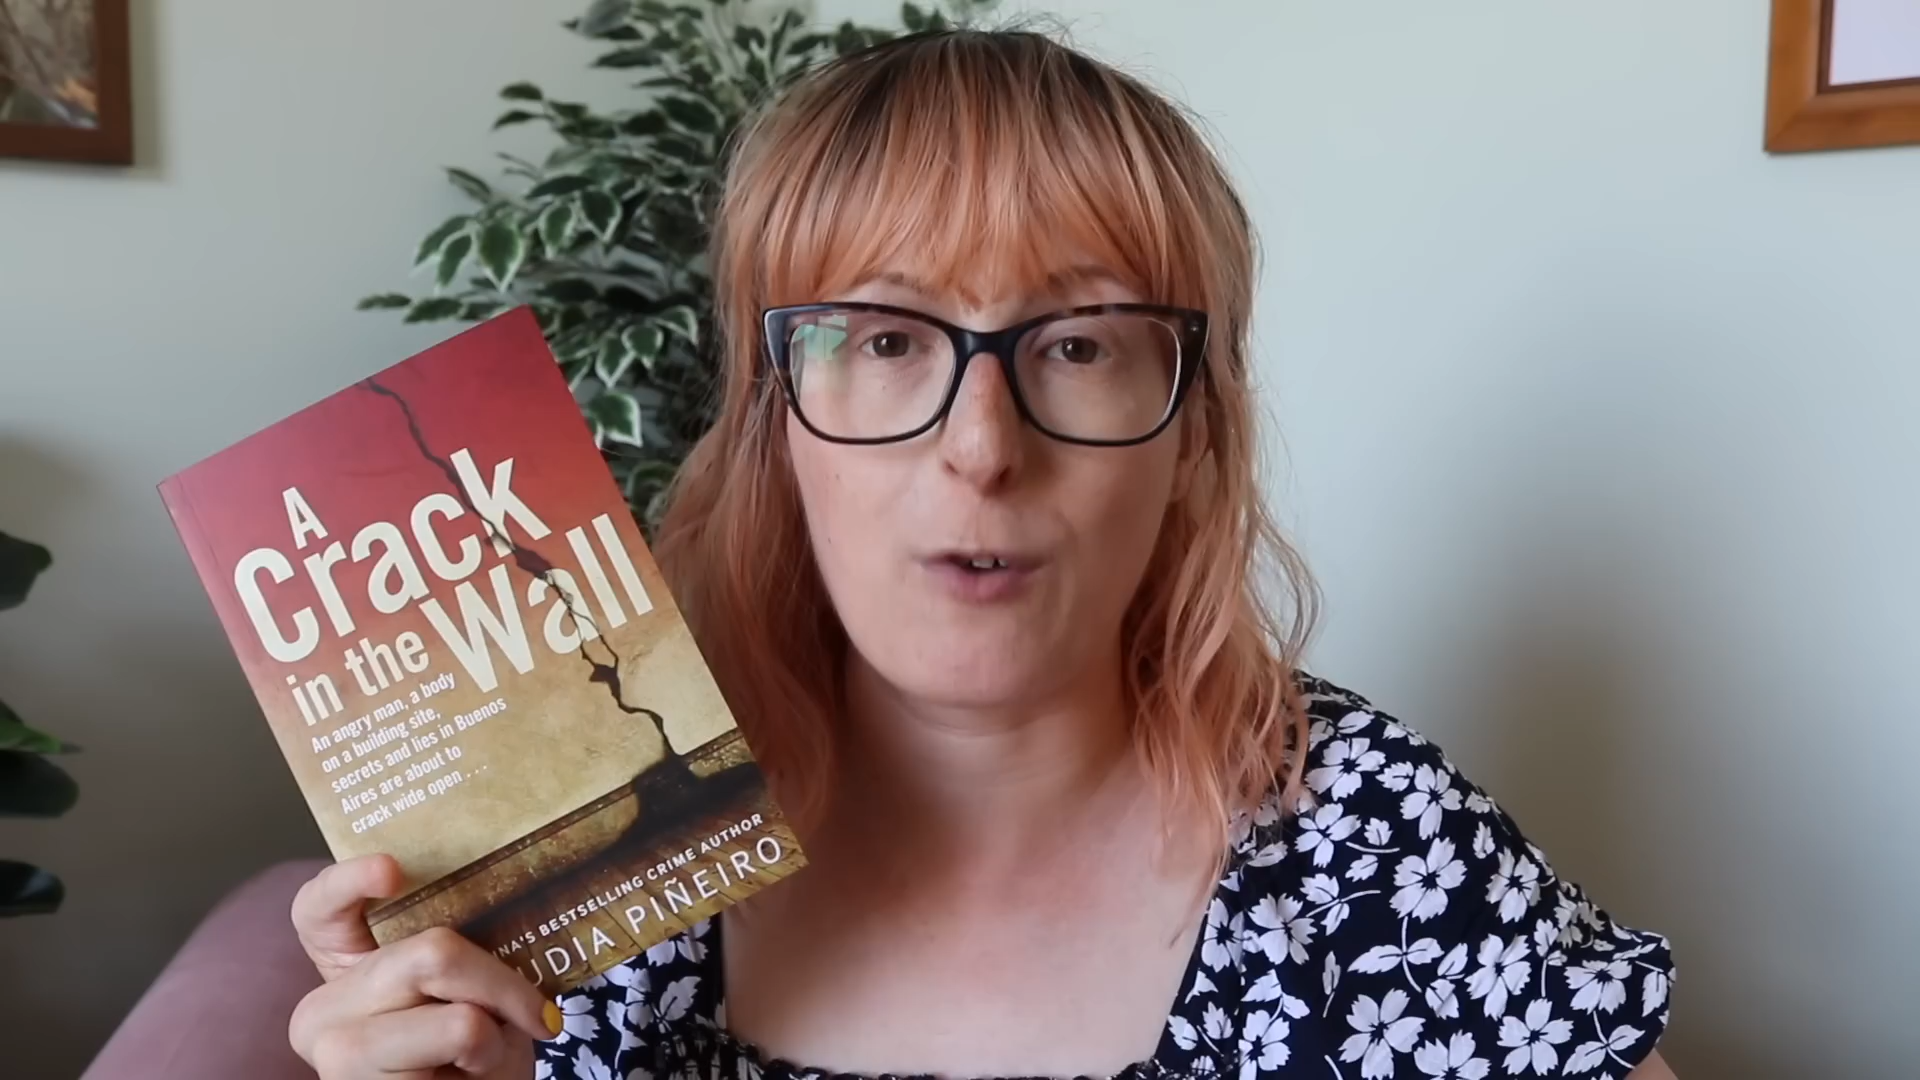 A
Crack
in the Wall
An angry man, a body
on a building site,
secrets and lies in Buenos
Aires are about to
crack wide open . . .
BESTSELLING CRIME AUTHOR
PIÑEIRO